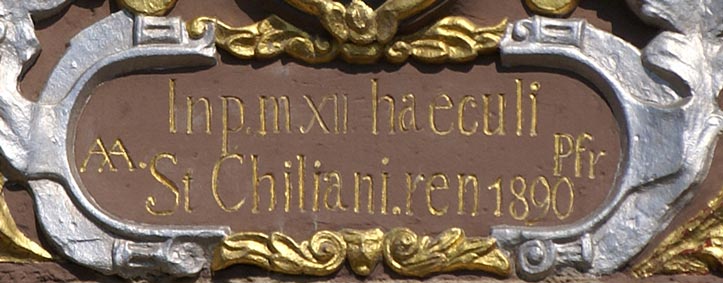 Inp.m XII haeculi
AA. St Chiliani.ren 1890 Pfr